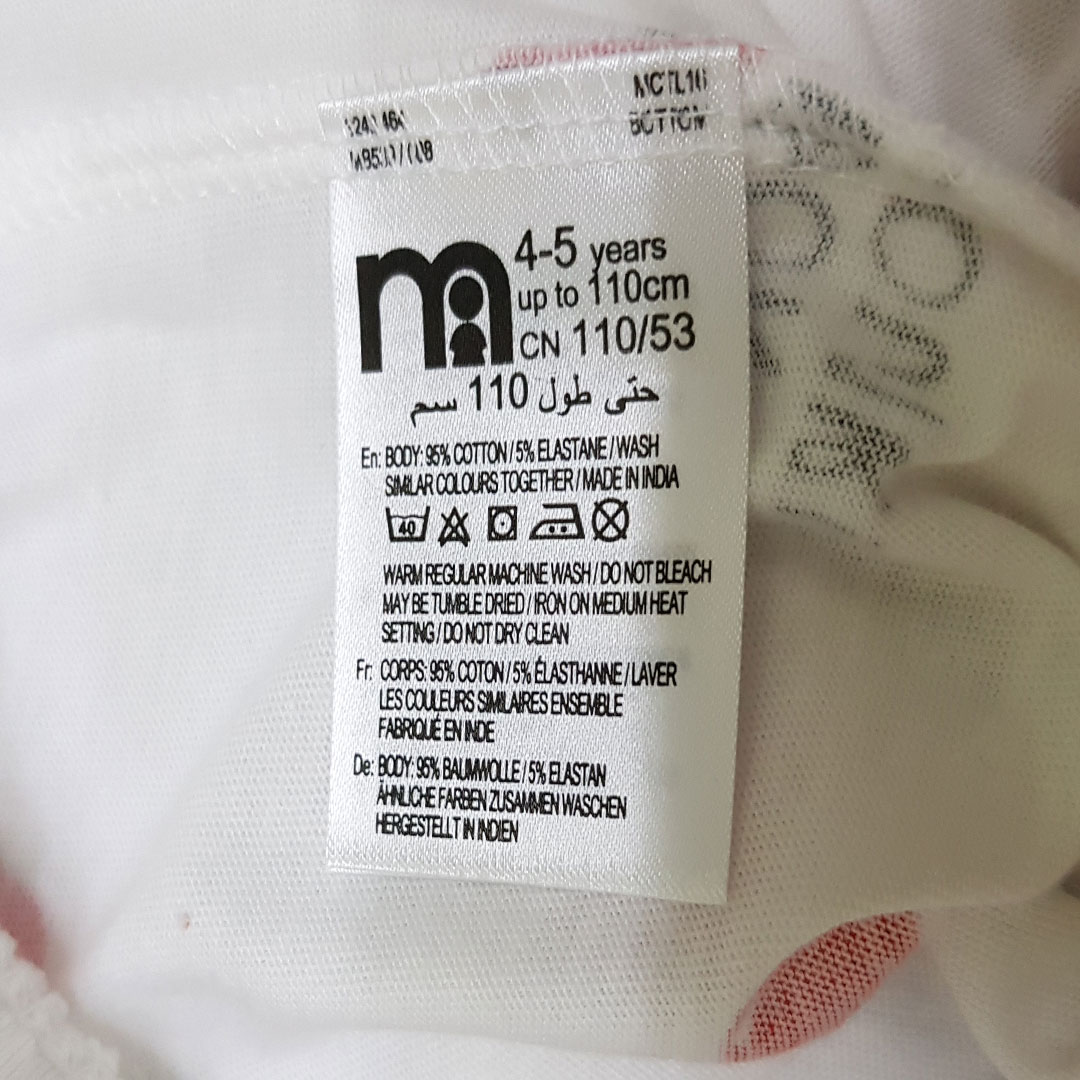 BOTTOM
4-5 years
up to 110cm
CN 110/53
حتى طول 110 سم
En: BODY: 95% COTTON / 5% ELASTANE / WASH
SIMILAR COLOURS TOGETHER / MADE IN INDIA
40
WARM REGULAR MACHINE WASH / DO NOT BLEACH
MAY BE TUMBLE DRIED / IRON ON MEDIUM HEAT
SETTING / DO NOT DRY CLEAN
Fr: CORPS: 95% COTON / 5% ÉLASTHANNE / LAVER
LES COULEURS SIMILAIRES ENSEMBLE
FABRIQUÉ EN INDE
De: BODY: 95% BAUMWOLLE / 5% ELASTAN
ÄHNLICHE FARBEN ZUSAMMEN WASCHEN
HERGESTELLT IN INDIEN